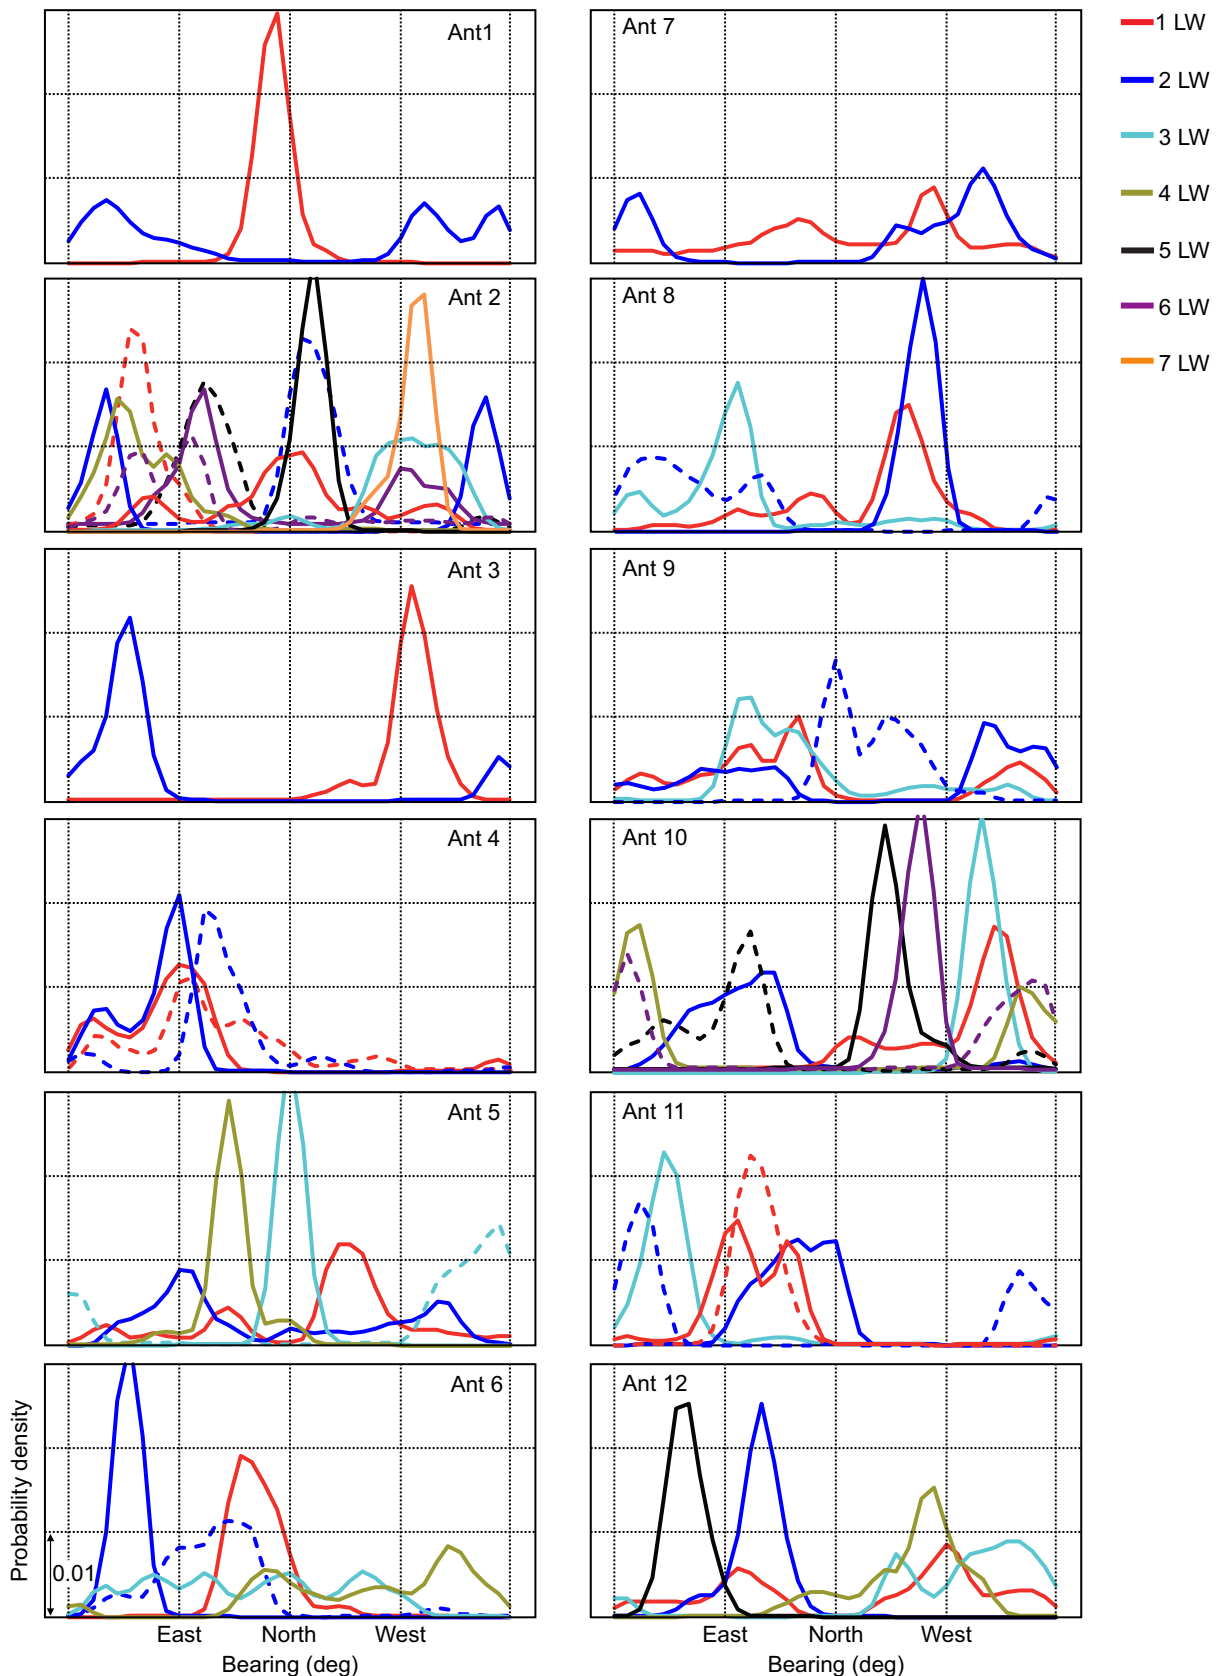 Ant1
Ant 7
1 LW
2 LW
3 LW
4 LW
5 LW
6 LW
7 LW
Ant 2
Ant 8
Ant 3
Ant 9
Ant 4
Ant 10
Ant 5
Ant 11
Ant 6
Ant 12
Probability density
0.01
East
North
West
East
North
West
Bearing (deg)
Bearing (deg)